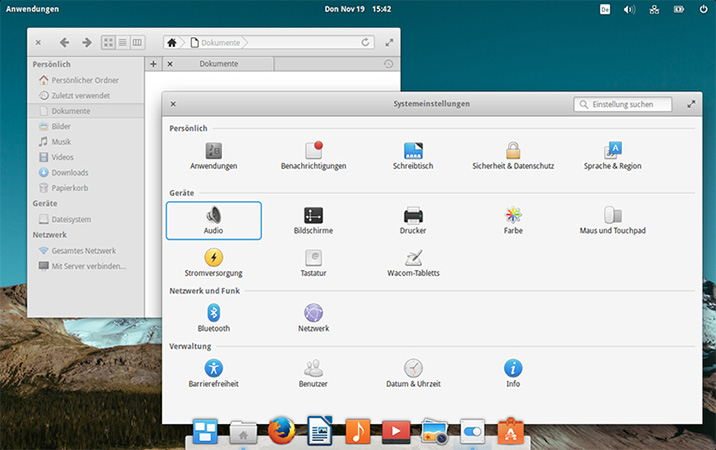 Anwendungen
Don Nov 19 15:42
De
Dokumente
Persönlich
Persönlicher Ordner
Zuletzt verwendet
Dokumente
Bilder
Musik
Videos
Downloads
Papierkorb
Geräte
Dateisystem
Netzwerk
Gesamtes Netzwerk
Mit Server verbinden...
Dokumente
Systemeinstellungen
Einstellung suchen
Persönlich
Anwendungen
Benachrichtigungen
Schreibtisch
Sicherheit & Datenschutz
Sprache & Region
Geräte
Audio
Bildschirme
Drucker
Farbe
Maus und Touchpad
Stromversorgung
Tastatur
Wacom-Tabletts
Netzwerk und Funk
Bluetooth
Netzwerk
Verwaltung
Barrierefreiheit
Benutzer
Datum & Uhrzeit
Info